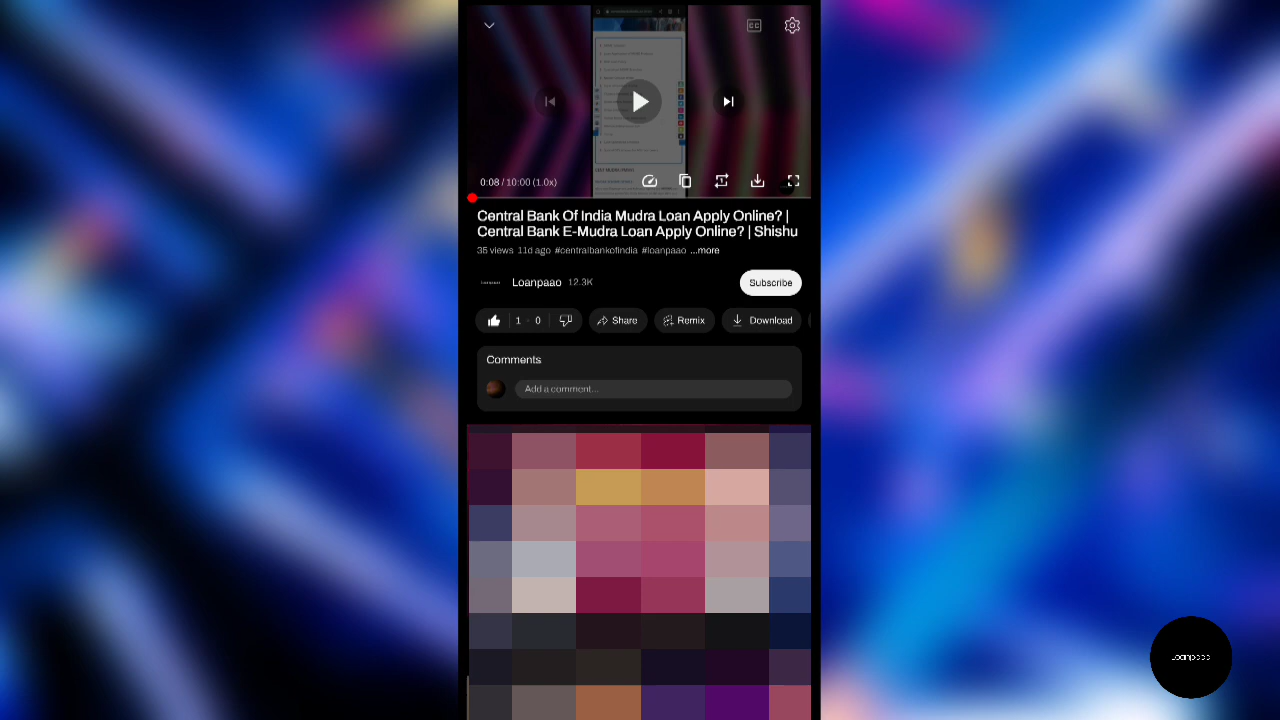 0:08 / 10:00 (1.0x)
Central Bank Of India Mudra Loan Apply Online? |
Central Bank E-Mudra Loan Apply Online? | Shishu
35 views 11d ago #centralbankofindia #loanpaao ...more
Loanpaao 12.3K
Subscribe
1 0 Share Remix Download
Comments
Add a comment...
Loanpaao